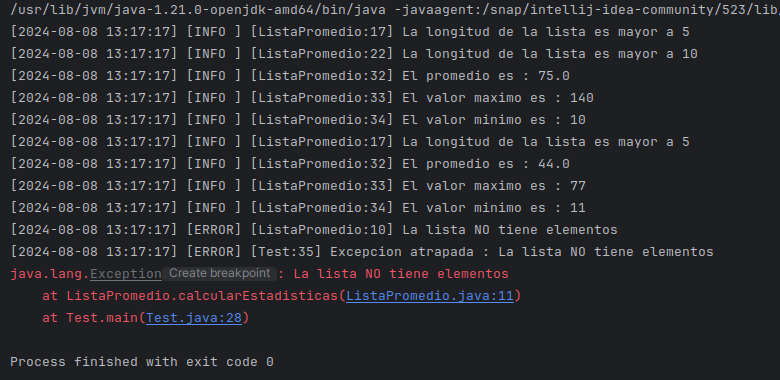 /usr/lib/jvm/java-1.21.0-openjdk-amd64/bin/java -javaagent:/snap/intellij-idea-community/523/lib/
[2024-08-08 13:17:17] [INFO ] [ListaPromedio:17] La longitud de la lista es mayor a 5
[2024-08-08 13:17:17] [INFO ] [ListaPromedio:22] La longitud de la lista es mayor a 10
[2024-08-08 13:17:17] [INFO ] [ListaPromedio:32] El promedio es : 75.0
[2024-08-08 13:17:17] [INFO ] [ListaPromedio:33] El valor maximo es : 140
[2024-08-08 13:17:17] [INFO ] [ListaPromedio:34] El valor minimo es : 10
[2024-08-08 13:17:17] [INFO ] [ListaPromedio:17] La longitud de la lista es mayor a 5
[2024-08-08 13:17:17] [INFO ] [ListaPromedio:32] El promedio es : 44.0
[2024-08-08 13:17:17] [INFO ] [ListaPromedio:33] El valor maximo es : 77
[2024-08-08 13:17:17] [INFO ] [ListaPromedio:34] El valor minimo es : 11
[2024-08-08 13:17:17] [ERROR] [ListaPromedio:10] La lista NO tiene elementos
[2024-08-08 13:17:17] [ERROR] [Test:35] Excepcion atrapada : La lista NO tiene elementos
java.lang.Exception Create breakpoint : La lista NO tiene elementos
at ListaPromedio.calcularEstadisticas(ListaPromedio.java:11)
at Test.main(Test.java:28)
Process finished with exit code 0